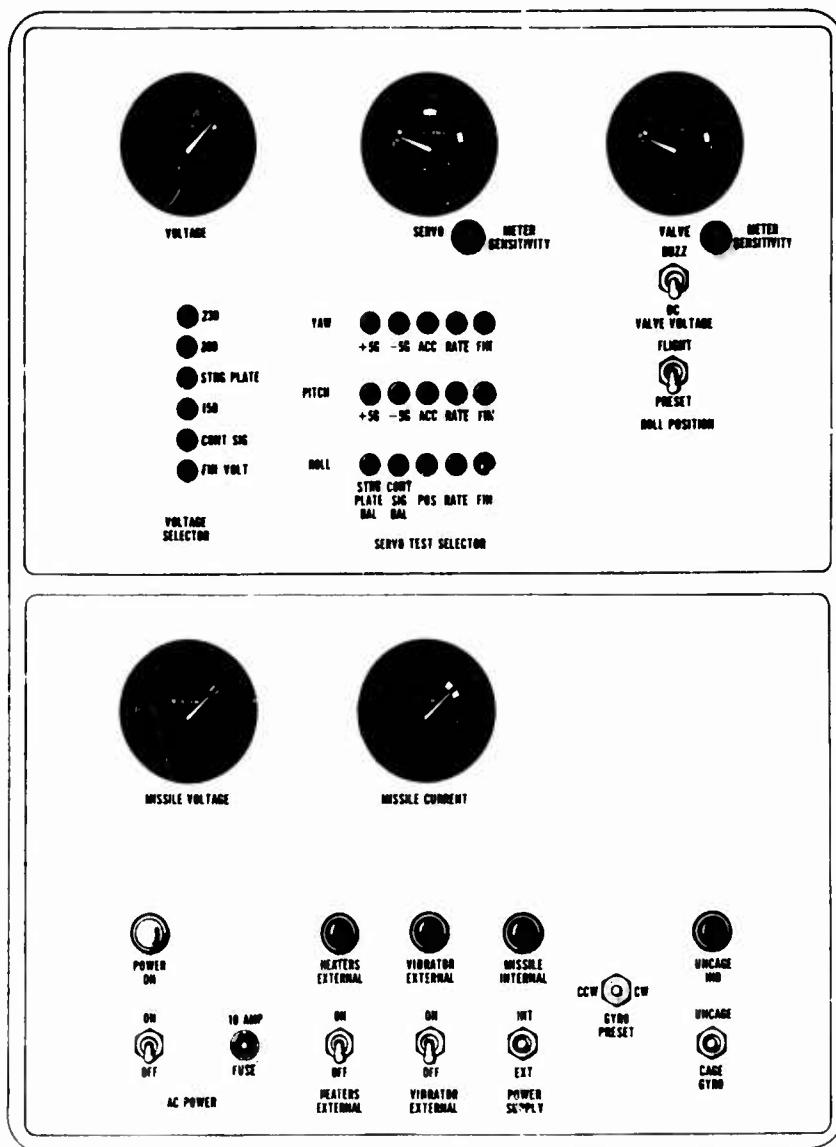 VOLTAGE
SERVO
METER SENSITIVITY
VALVE
METER SENSITIVITY
BUZZ
DC
VALVE VOLTAGE
FLIGHT
PRESET
ROLL POSITION
230
300
STRG PLATE
150
CONT SIG
FIN VOLT
VOLTAGE
SELECTOR
YAW
+5G -5G ACC RATE FIN
PITCH
+5G -5G ACC RATE FIN
ROLL
STRG PLATE BAL
CONT SIG BAL
POS RATE FIN
SERVO TEST SELECTOR
MISSILE VOLTAGE
MISSILE CURRENT
POWER
ON
HEATERS
EXTERNAL
VIBRATOR
EXTERNAL
MISSILE
INTERNAL
UNCAGE
IND
CCW CW
GYRO
PRESET
ON
OFF
10 AMP
FUSE
AC POWER
ON
OFF
HEATERS
EXTERNAL
ON
OFF
VIBRATOR
EXTERNAL
INT
EXT
POWER
SUPPLY
UNCAGE
CAGE
GYRO